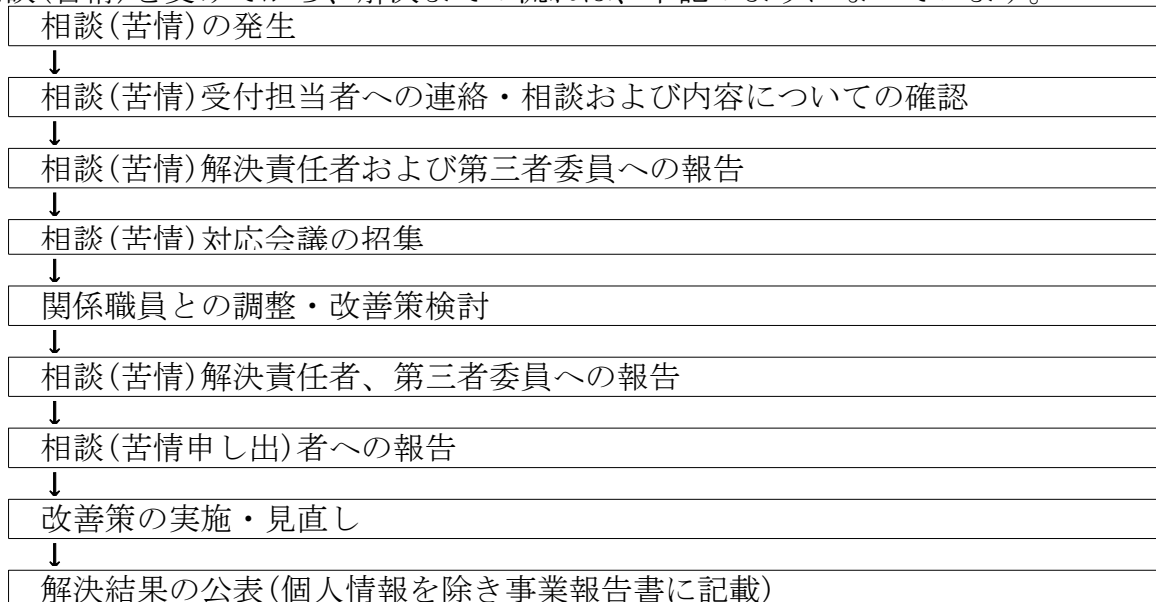 相談(苦情)の発生
↓
相談(苦情)受付担当者への連絡・相談および内容についての確認
↓
相談(苦情)解決責任者および第三者委員への報告
↓
相談(苦情)対応会議の招集
↓
関係職員との調整・改善策検討
↓
相談(苦情)解決責任者、第三者委員への報告
↓
相談(苦情申し出)者への報告
↓
改善策の実施・見直し
↓
解決結果の公表(個人情報を除き事業報告書に記載)